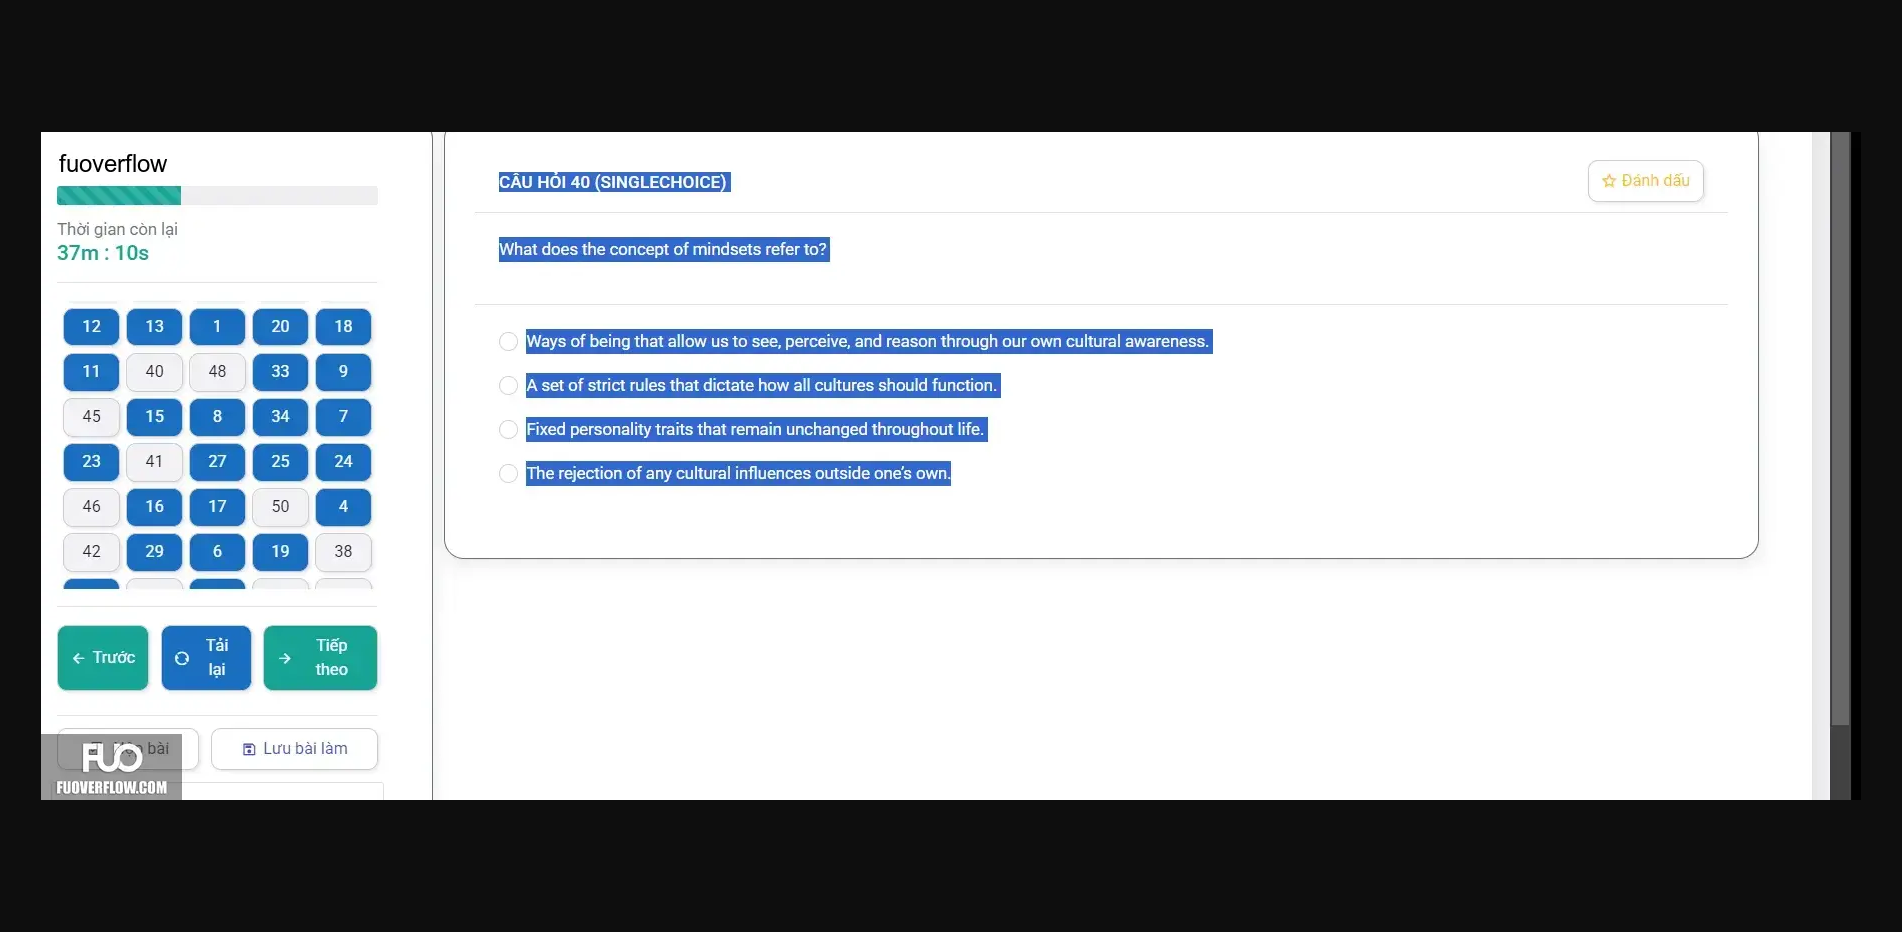 fuoverflow
Thời gian còn lại
37m : 10s
12 13 1 20 18
11 40 48 33 9
45 15 8 34 7
23 41 27 25 24
46 16 17 50 4
42 29 6 19 38
← Trước
Tải lại
→ Tiếp theo
bài
Lưu bài làm
FUO
FUOVERFLOW.COM
CÂU HỎI 40 (SINGLECHOICE)
Đánh dấu
What does the concept of mindsets refer to?
Ways of being that allow us to see, perceive, and reason through our own cultural awareness.
A set of strict rules that dictate how all cultures should function.
Fixed personality traits that remain unchanged throughout life.
The rejection of any cultural influences outside one’s own.